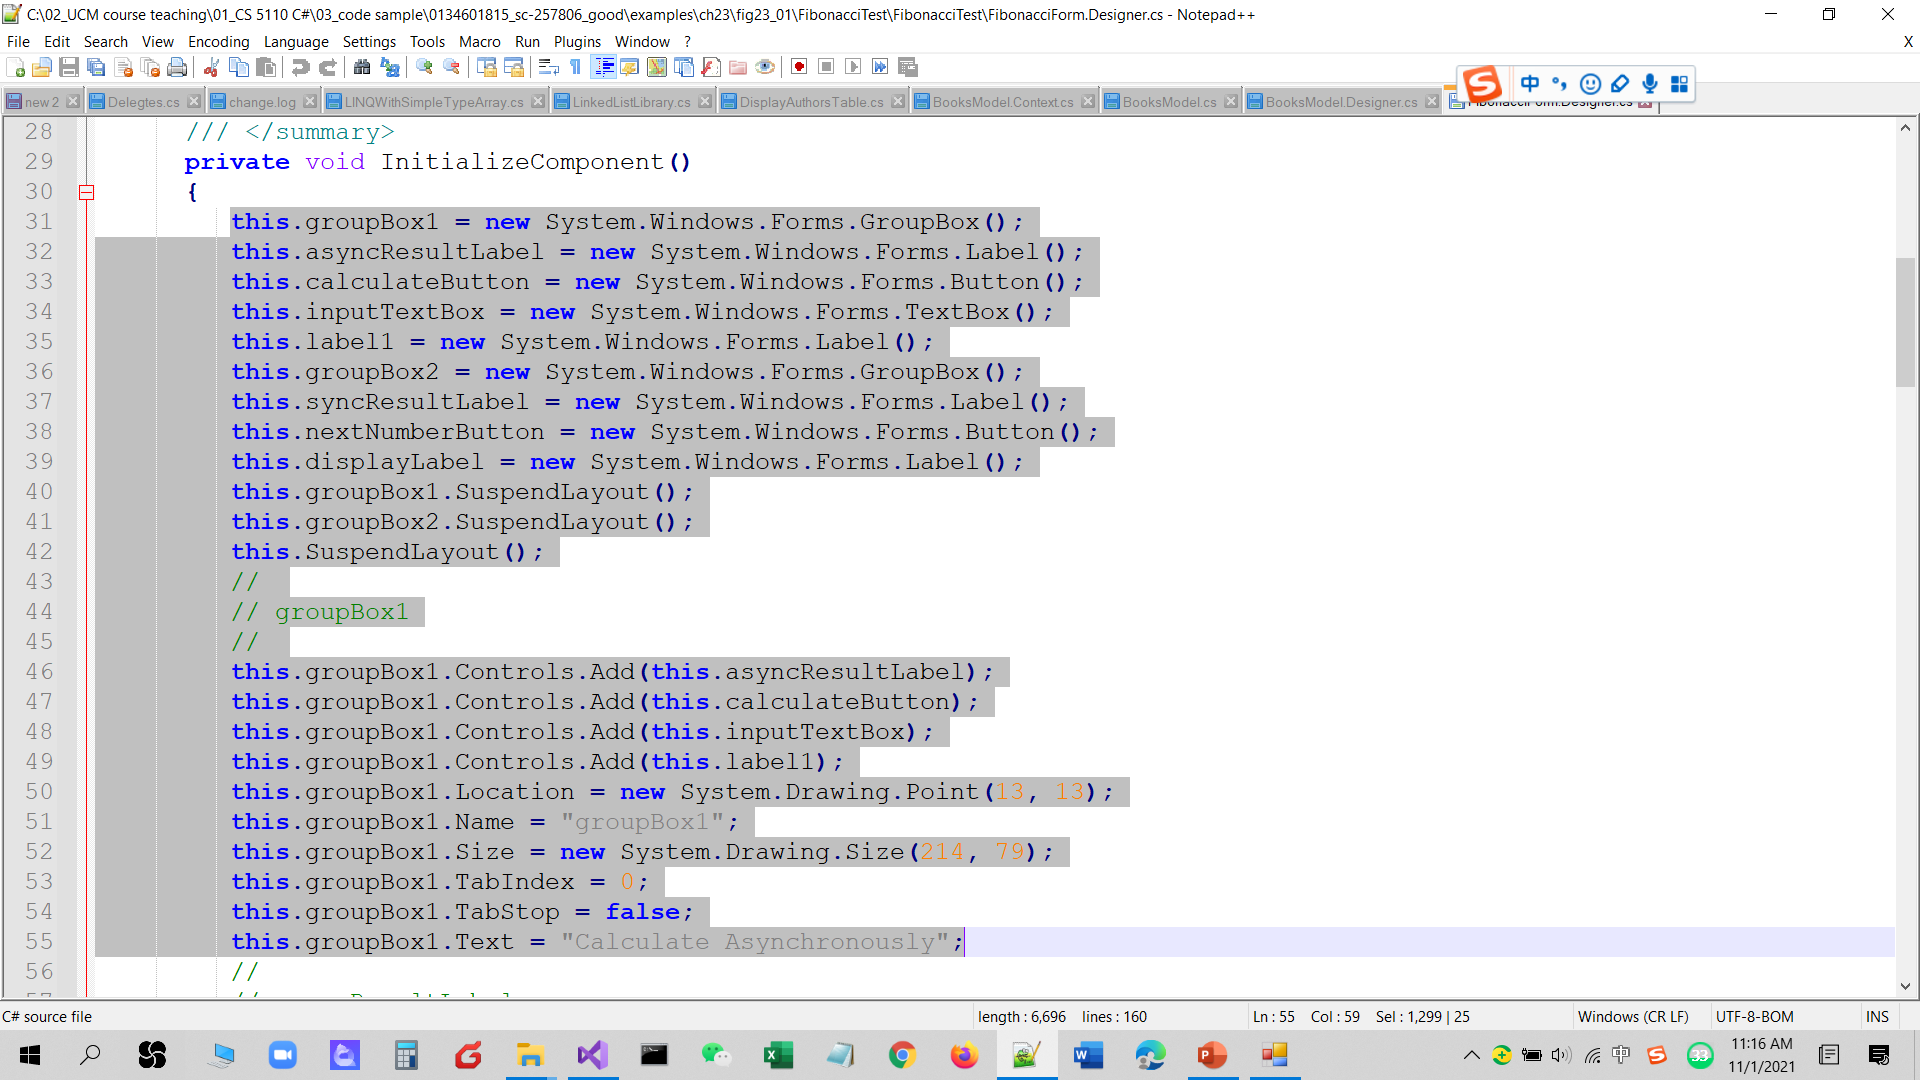 C:\02_UCM course teaching\01_CS 5110 C#\03_code sample\0134601815_sc-257806_good\examples\ch23\fig23_01\FibonacciTest\FibonacciTest\FibonacciForm.Designer.cs - Notepad++
File Edit Search View Encoding Language Settings Tools Macro Run Plugins Window ? X
new 2 Delegtes.cs change.log LINQWithSimpleTypeArray.cs LinkedListLibrary.cs DisplayAuthorsTable.cs BooksModel.Context.cs BooksModel.cs BooksModel.Designer.cs FibonacciForm.Designer.cs
中
28 /// </summary>
29 private void InitializeComponent()
30 {
31 this.groupBox1 = new System.Windows.Forms.GroupBox();
32 this.asyncResultLabel = new System.Windows.Forms.Label();
33 this.calculateButton = new System.Windows.Forms.Button();
34 this.inputTextBox = new System.Windows.Forms.TextBox();
35 this.label1 = new System.Windows.Forms.Label();
36 this.groupBox2 = new System.Windows.Forms.GroupBox();
37 this.syncResultLabel = new System.Windows.Forms.Label();
38 this.nextNumberButton = new System.Windows.Forms.Button();
39 this.displayLabel = new System.Windows.Forms.Label();
40 this.groupBox1.SuspendLayout();
41 this.groupBox2.SuspendLayout();
42 this.SuspendLayout();
43 //
44 // groupBox1
45 //
46 this.groupBox1.Controls.Add(this.asyncResultLabel);
47 this.groupBox1.Controls.Add(this.calculateButton);
48 this.groupBox1.Controls.Add(this.inputTextBox);
49 this.groupBox1.Controls.Add(this.label1);
50 this.groupBox1.Location = new System.Drawing.Point(13, 13);
51 this.groupBox1.Name = "groupBox1";
52 this.groupBox1.Size = new System.Drawing.Size(214, 79);
53 this.groupBox1.TabIndex = 0;
54 this.groupBox1.TabStop = false;
55 this.groupBox1.Text = "Calculate Asynchronously";
56 //
C# source file length : 6,696 lines : 160 Ln : 55 Col : 59 Sel : 1,299 | 25 Windows (CR LF) UTF-8-BOM INS
中 33 11:16 AM
11/1/2021